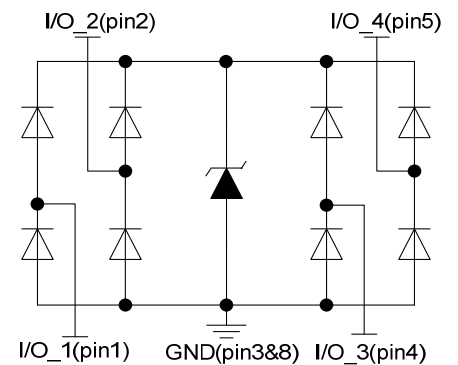 I/O_2(pin2)
I/O_4(pin5)
I/O_1(pin1)
GND(pin3&8)
I/O_3(pin4)